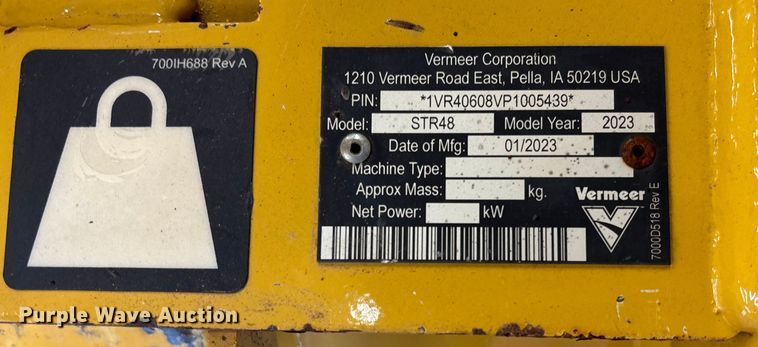 700IH688 Rev A
Vermeer Corporation
1210 Vermeer Road East, Pella, IA 50219 USA
PIN: *1VR40608VP1005439*
Model: STR48 Model Year: 2023
Date of Mfg: 01/2023
Machine Type:
Approx Mass: kg.
Net Power: kW
Vermeer
7000D518 Rev E
Purple Wave Auction